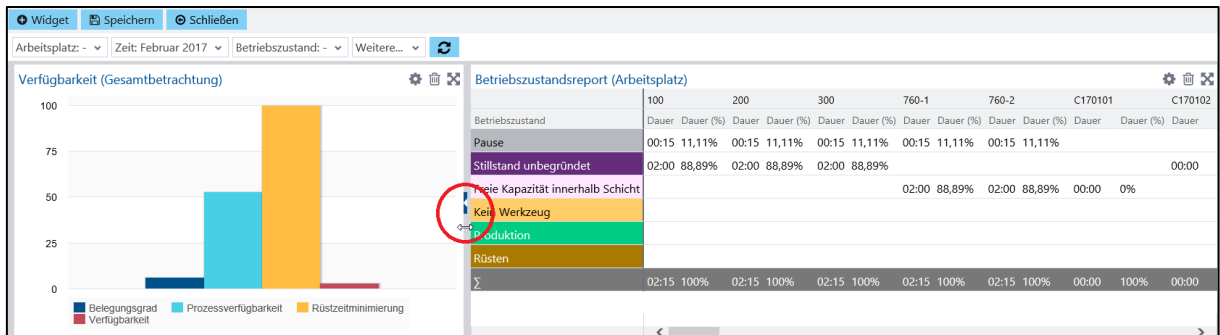 Widget Speichern Schließen
Arbeitsplatz: - Zeit: Februar 2017 Betriebszustand: - Weitere...
Verfügbarkeit (Gesamtbetrachtung)
100
75
50
25
0
Belegungsgrad Prozessverfügbarkeit Rüstzeitminimierung
Verfügbarkeit
Betriebszustandsreport (Arbeitsplatz)
100 200 300 760-1 760-2 C170101 C170102
Betriebszustand Dauer Dauer (%) Dauer Dauer (%) Dauer Dauer (%) Dauer Dauer (%) Dauer Dauer (%) Dauer Dauer (%) Dauer
Pause 00:15 11,11% 00:15 11,11% 00:15 11,11% 00:15 11,11% 00:15 11,11%
Stillstand unbegründet 02:00 88,89% 02:00 88,89% 02:00 88,89% 00:00
Freie Kapazität innerhalb Schicht 02:00 88,89% 02:00 88,89% 00:00 0%
Kein Werkzeug
Produktion
Rüsten
∑ 02:15 100% 02:15 100% 02:15 100% 02:15 100% 02:15 100% 00:00 100% 00:00